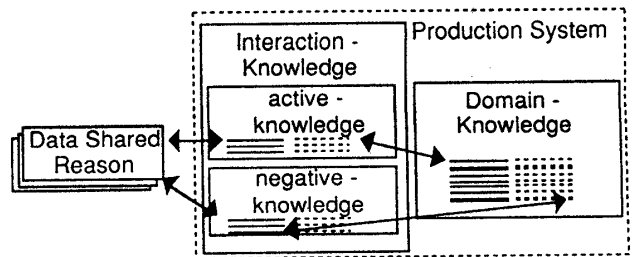 Production System
Interaction -
Knowledge
active -
knowledge
Domain -
Knowledge
Data Shared
Reason
negative -
knowledge